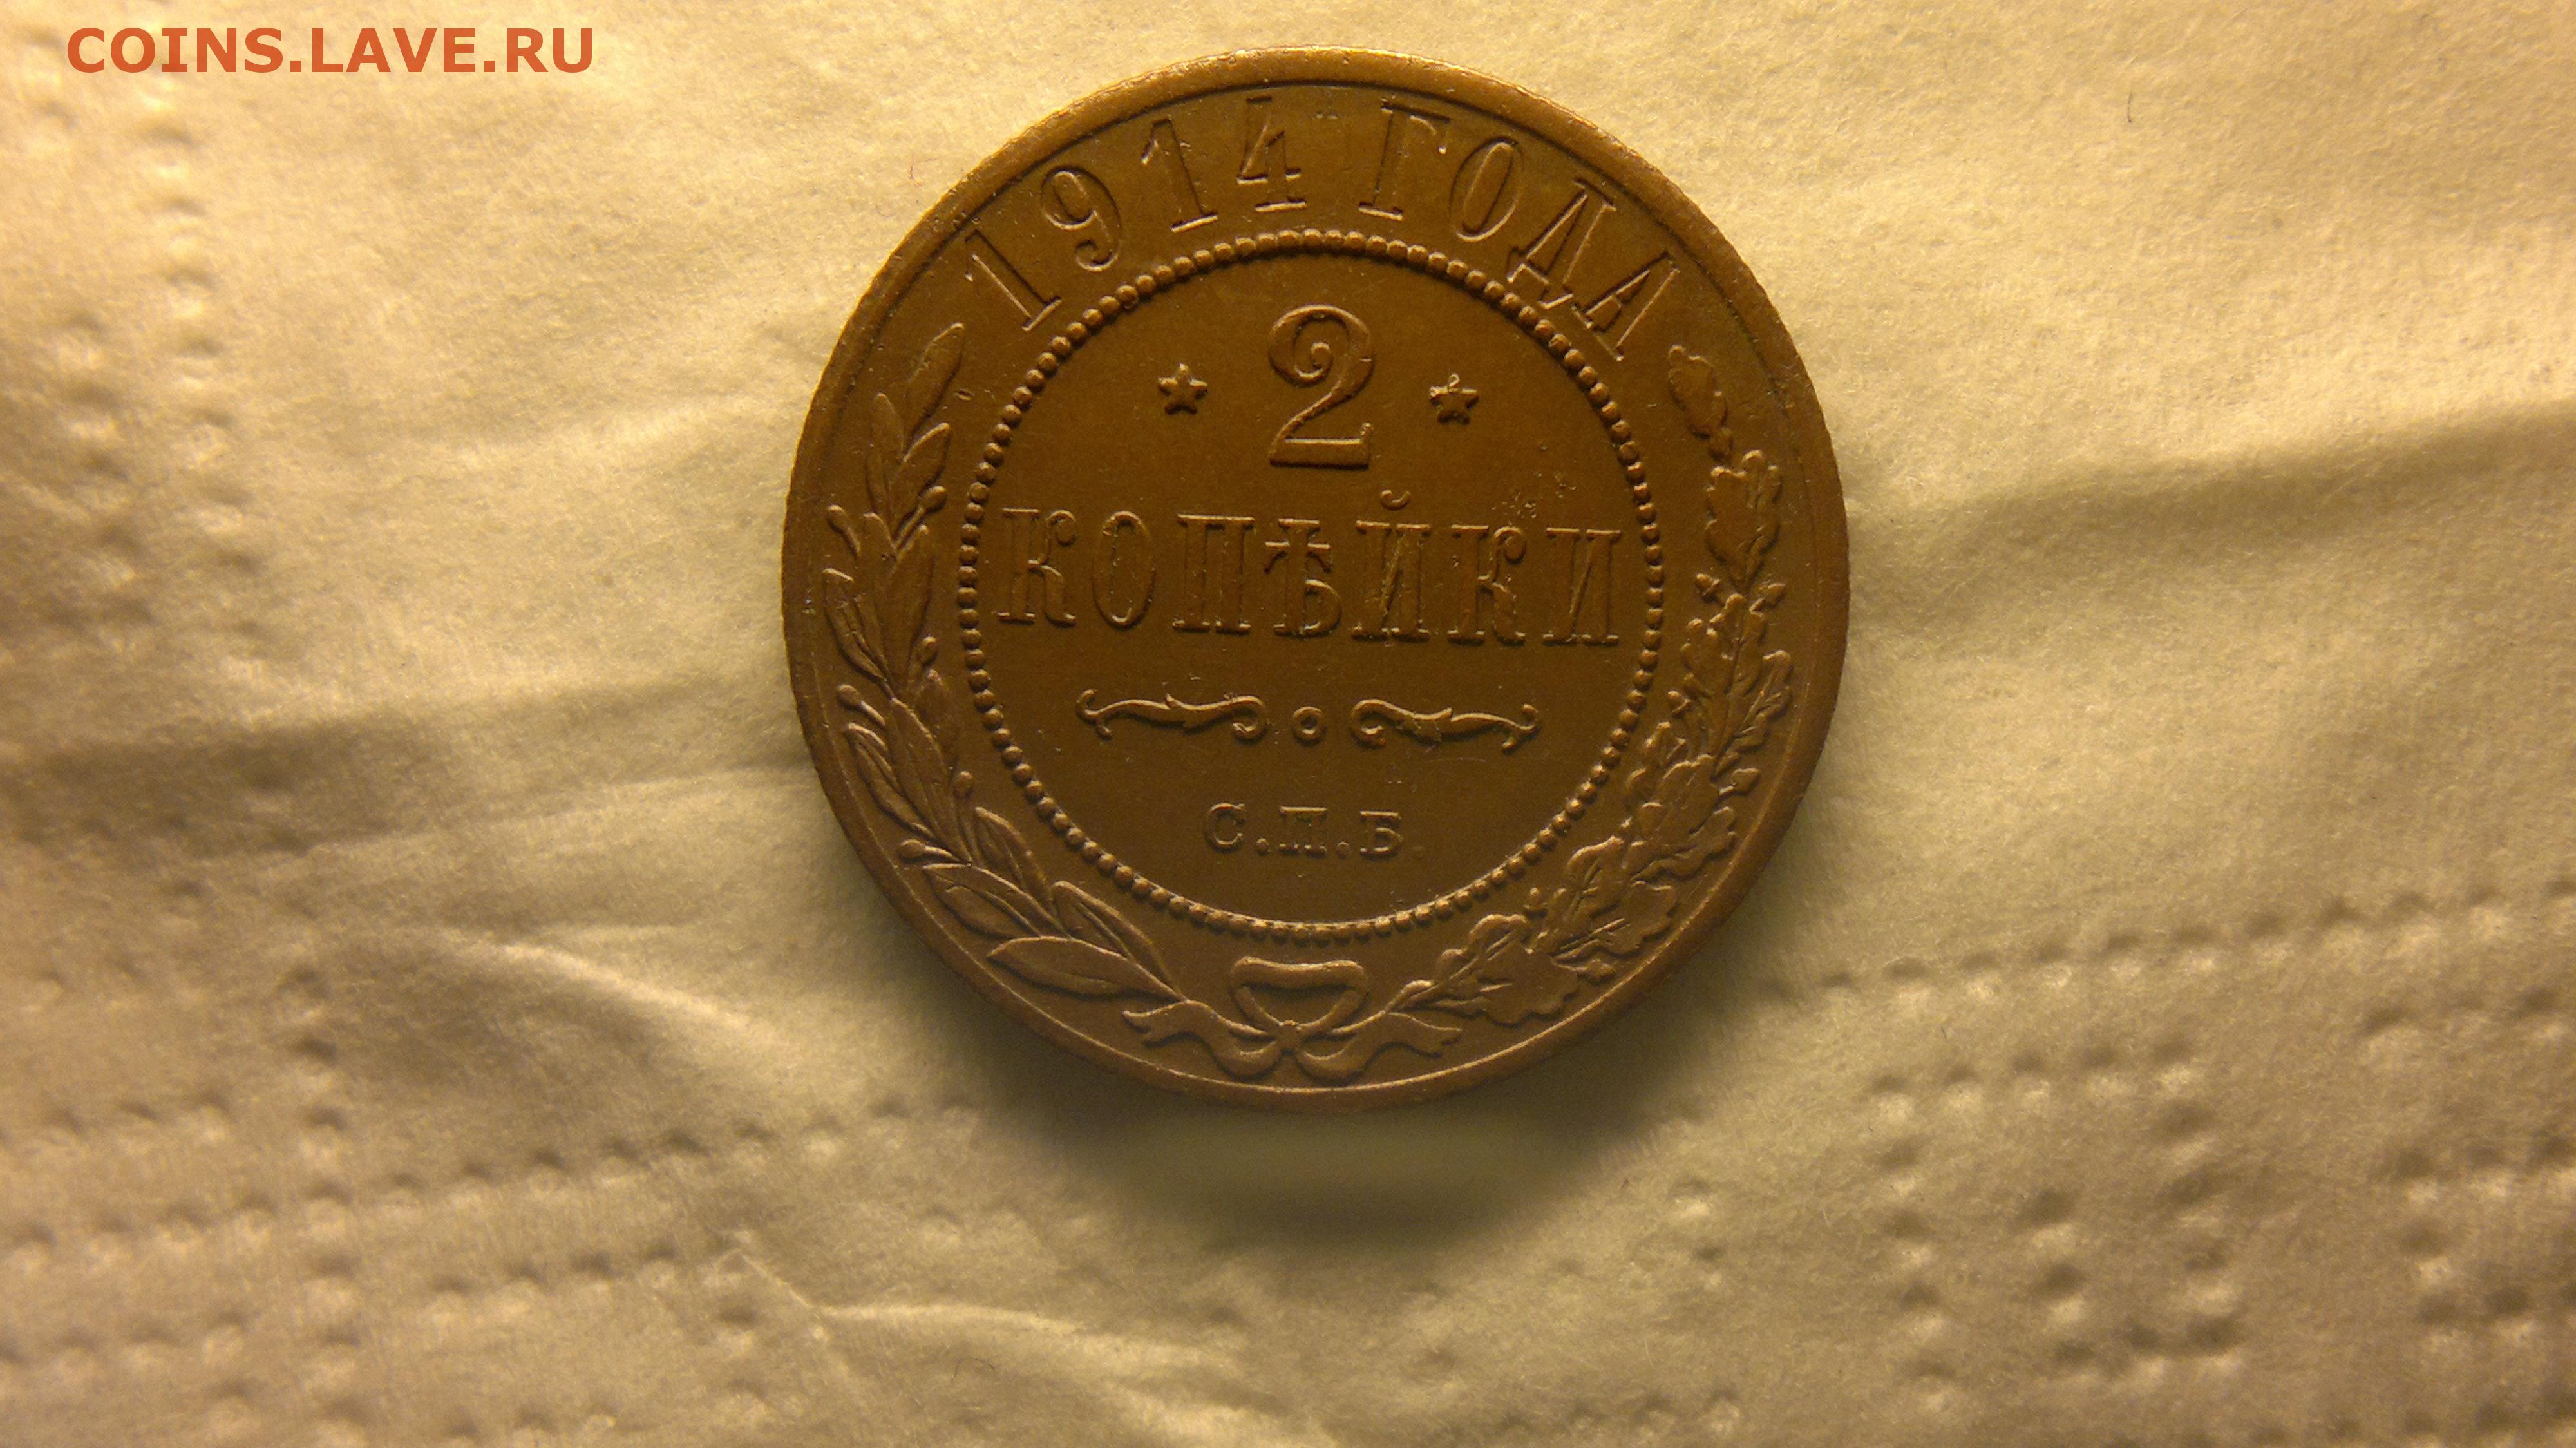 COINS.LAVE.RU
1914 ГОДА
2
КОПѢЙКИ
С.П.Б.